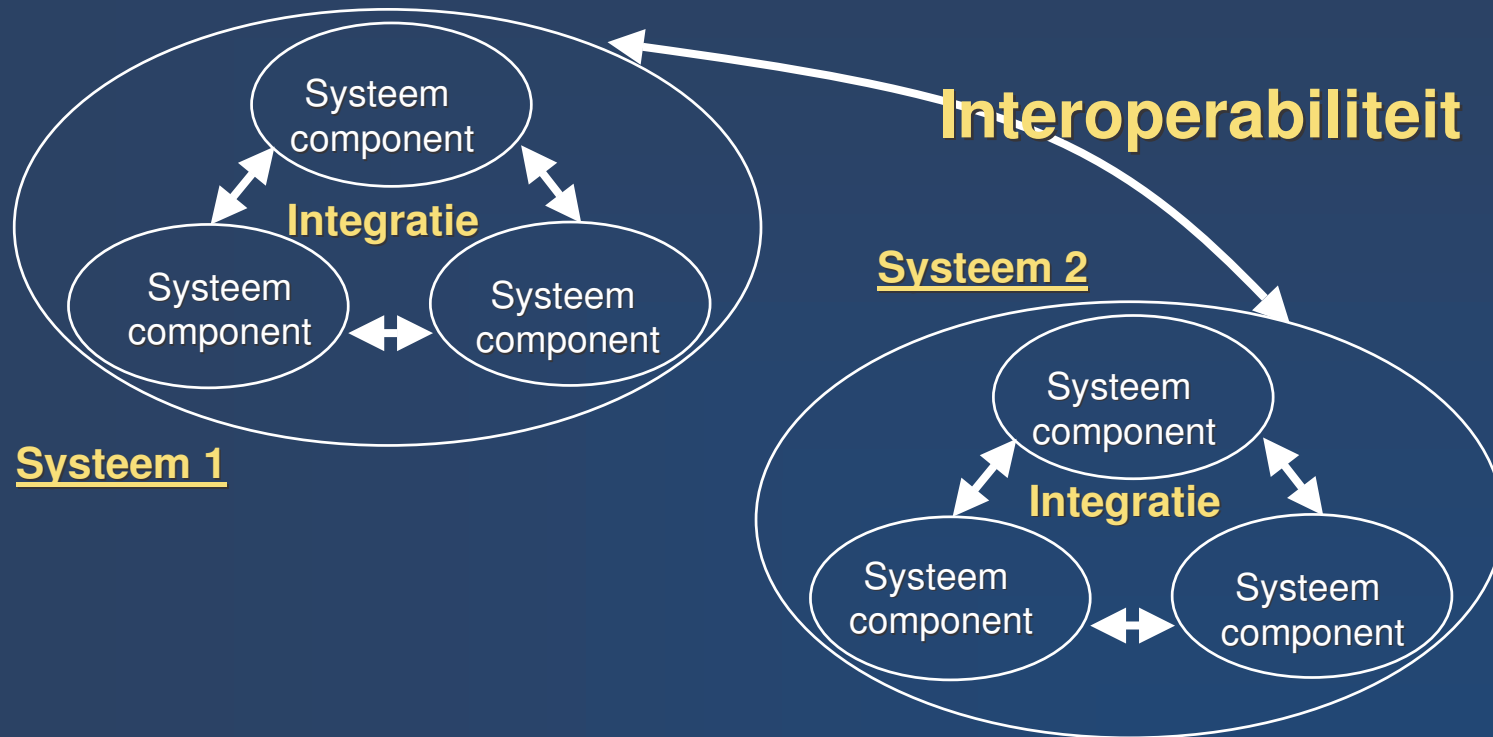 Systeem
component
Integratie
Systeem
component
Systeem
component
Systeem 1
Interoperabiliteit
Systeem 2
Systeem
component
Integratie
Systeem
component
Systeem
component